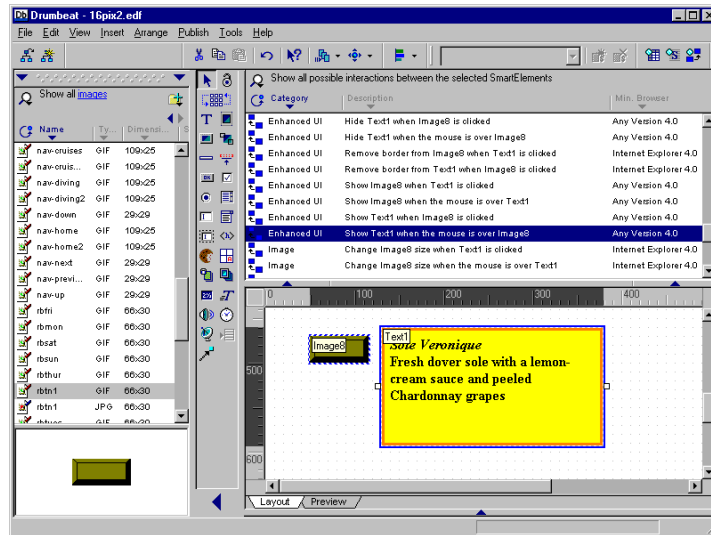 Drumbeat - 16pix2.edf
File Edit View Insert Arrange Publish Tools Help
Show all images
Name Ty... Dimensi... S
nav-cruises GIF 109x25
nav-cruis... GIF 109x25
nav-diving GIF 109x25
nav-diving2 GIF 109x25
nav-down GIF 29x29
nav-home GIF 109x25
nav-home2 GIF 109x25
nav-next GIF 29x29
nav-previ... GIF 29x29
nav-up GIF 29x29
rbfri GIF 66x30
rbmon GIF 66x30
rbsat GIF 66x30
rbsun GIF 66x30
rbthur GIF 66x30
rbtn1 GIF 66x30
rbtn1 JPG 66x30
rbtues GIF 66x30
Show all possible interactions between the selected SmartElements
Category Description Min. Browser
Enhanced UI Hide Text1 when Image8 is clicked Any Version 4.0
Enhanced UI Hide Text1 when the mouse is over Image8 Any Version 4.0
Enhanced UI Remove border from Image8 when Text1 is clicked Internet Explorer 4.0
Enhanced UI Remove border from Text1 when Image8 is clicked Internet Explorer 4.0
Enhanced UI Show Image8 when Text1 is clicked Any Version 4.0
Enhanced UI Show Image8 when the mouse is over Text1 Any Version 4.0
Enhanced UI Show Text1 when Image8 is clicked Any Version 4.0
Enhanced UI Show Text1 when the mouse is over Image8 Any Version 4.0
Image Change Image8 size when Text1 is clicked Internet Explorer 4.0
Image Change Image8 size when the mouse is over Text1 Internet Explorer 4.0
0 100 200 300 400
500
600
Image8
Text1
Sole Veronique
Fresh dover sole with a lemon-
cream sauce and peeled
Chardonnay grapes
Layout Preview